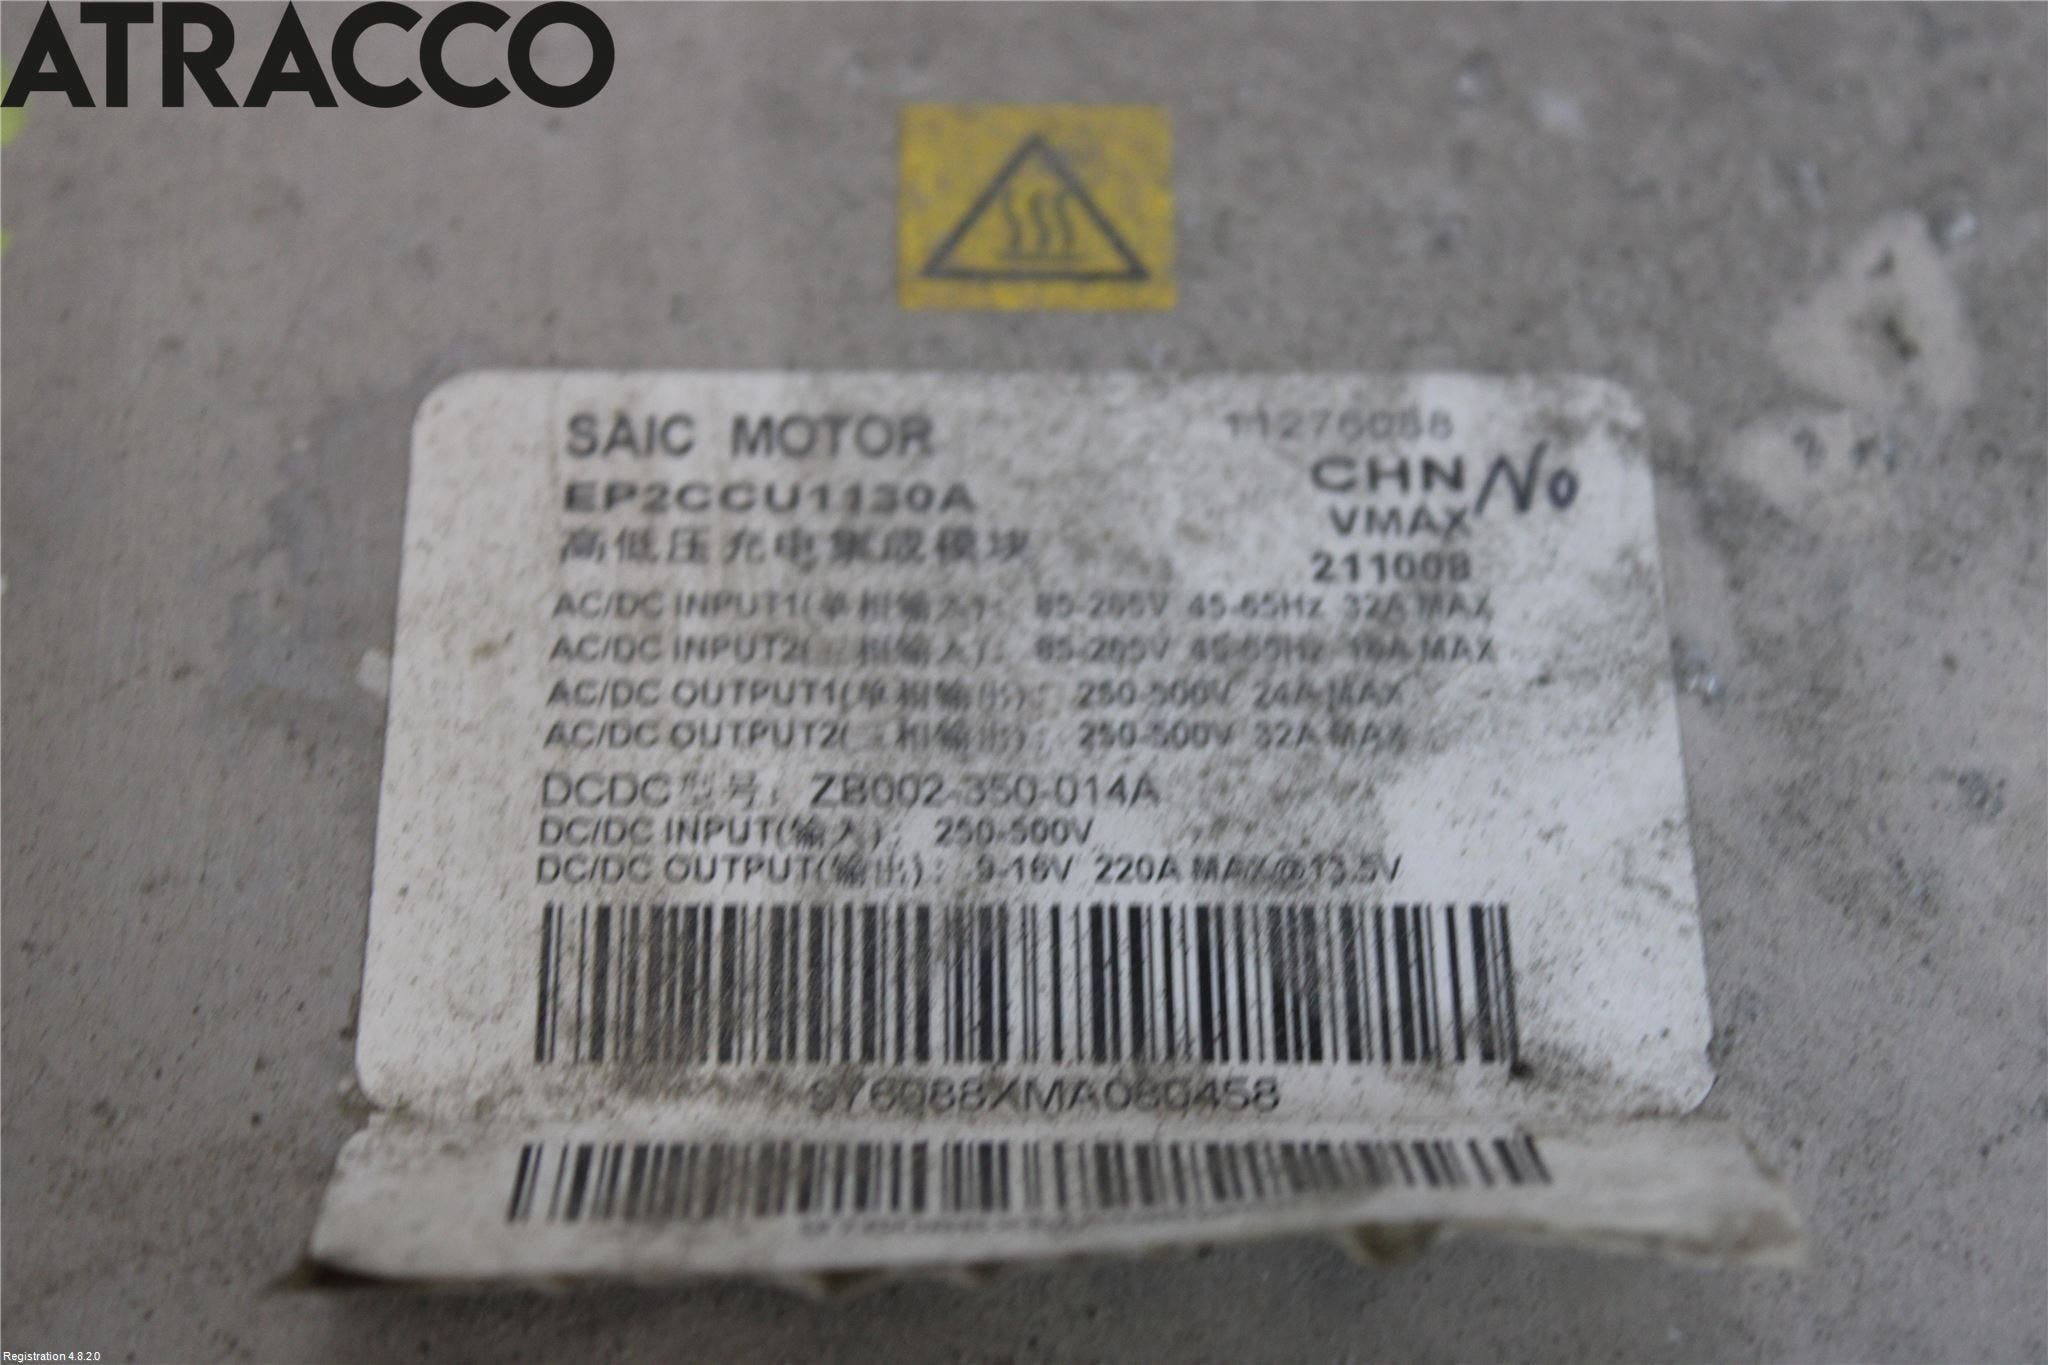 ATRACCO
SAIC MOTOR
11276088
EP2CCU1130A
CHN No
高低压充电集成模块
VMAX
211008
AC/DC INPUT1(单相输入): 85-265V 45-65Hz 32A MAX
AC/DC INPUT2(三相输入): 85-265V 45-65Hz 16A MAX
AC/DC OUTPUT1(单相输出): 250-500V 24A MAX
AC/DC OUTPUT2(三相输出): 250-500V 32A MAX
DCDC型号: ZB002-350-014A
DC/DC INPUT(输入): 250-500V
DC/DC OUTPUT(输出): 9-16V 220A MAX@13.5V
976088XMA080458
Registration 4.8.2.0